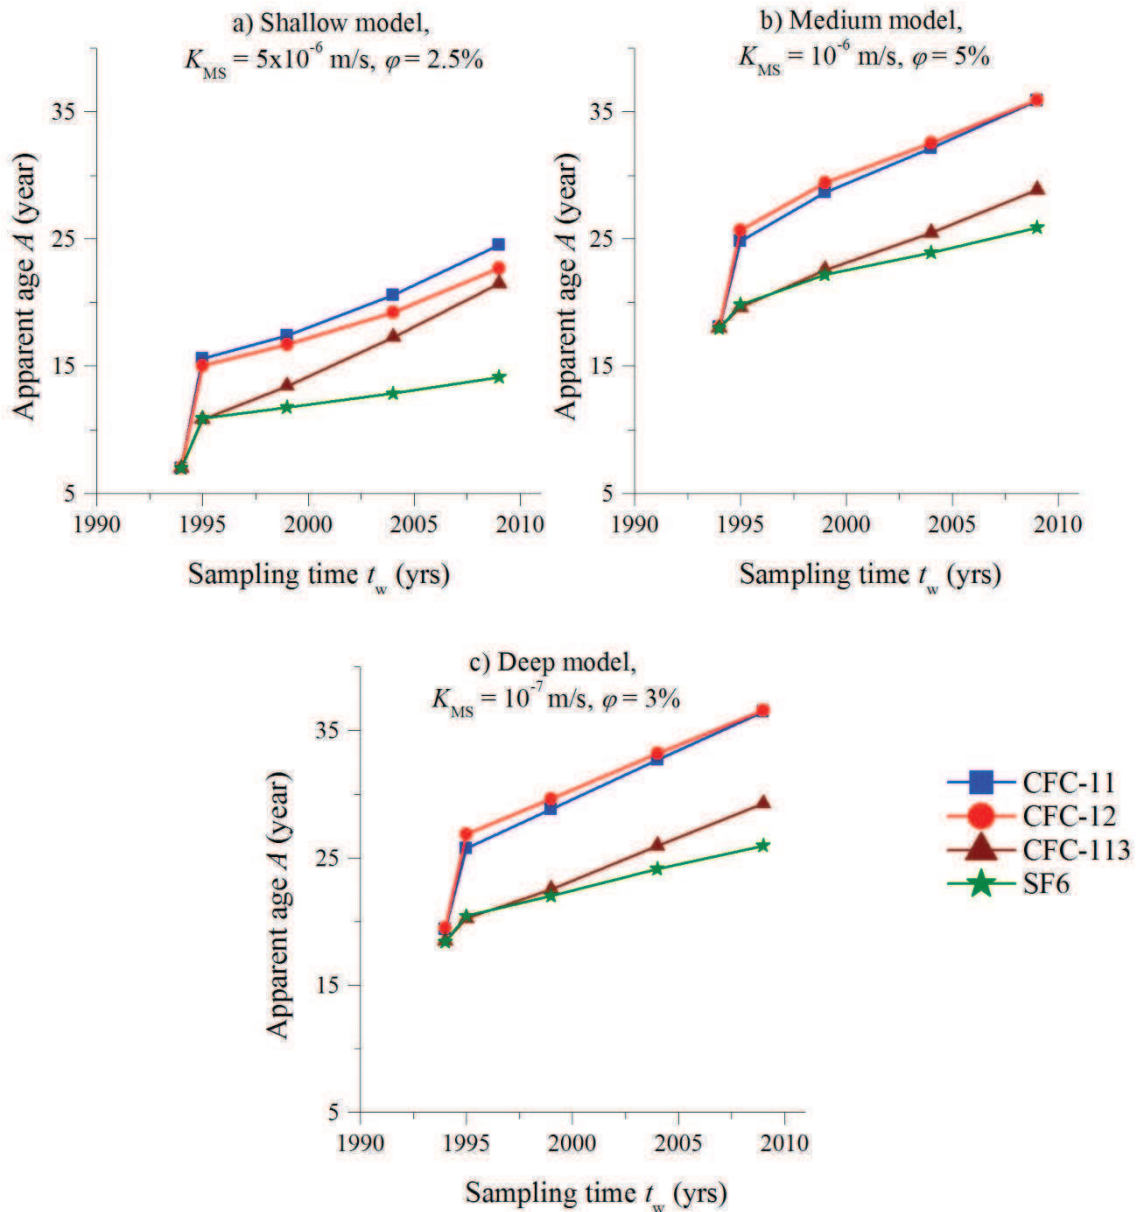 a) Shallow model,
K_MS = 5x10^-6 m/s, φ = 2.5%
35
25
15
5
Apparent age A (year)
1990 1995 2000 2005 2010
Sampling time t_w (yrs)
b) Medium model,
K_MS = 10^-6 m/s, φ = 5%
35
25
15
5
Apparent age A (year)
1990 1995 2000 2005 2010
Sampling time t_w (yrs)
c) Deep model,
K_MS = 10^-7 m/s, φ = 3%
35
25
15
5
Apparent age A (year)
1990 1995 2000 2005 2010
Sampling time t_w (yrs)
CFC-11
CFC-12
CFC-113
SF6